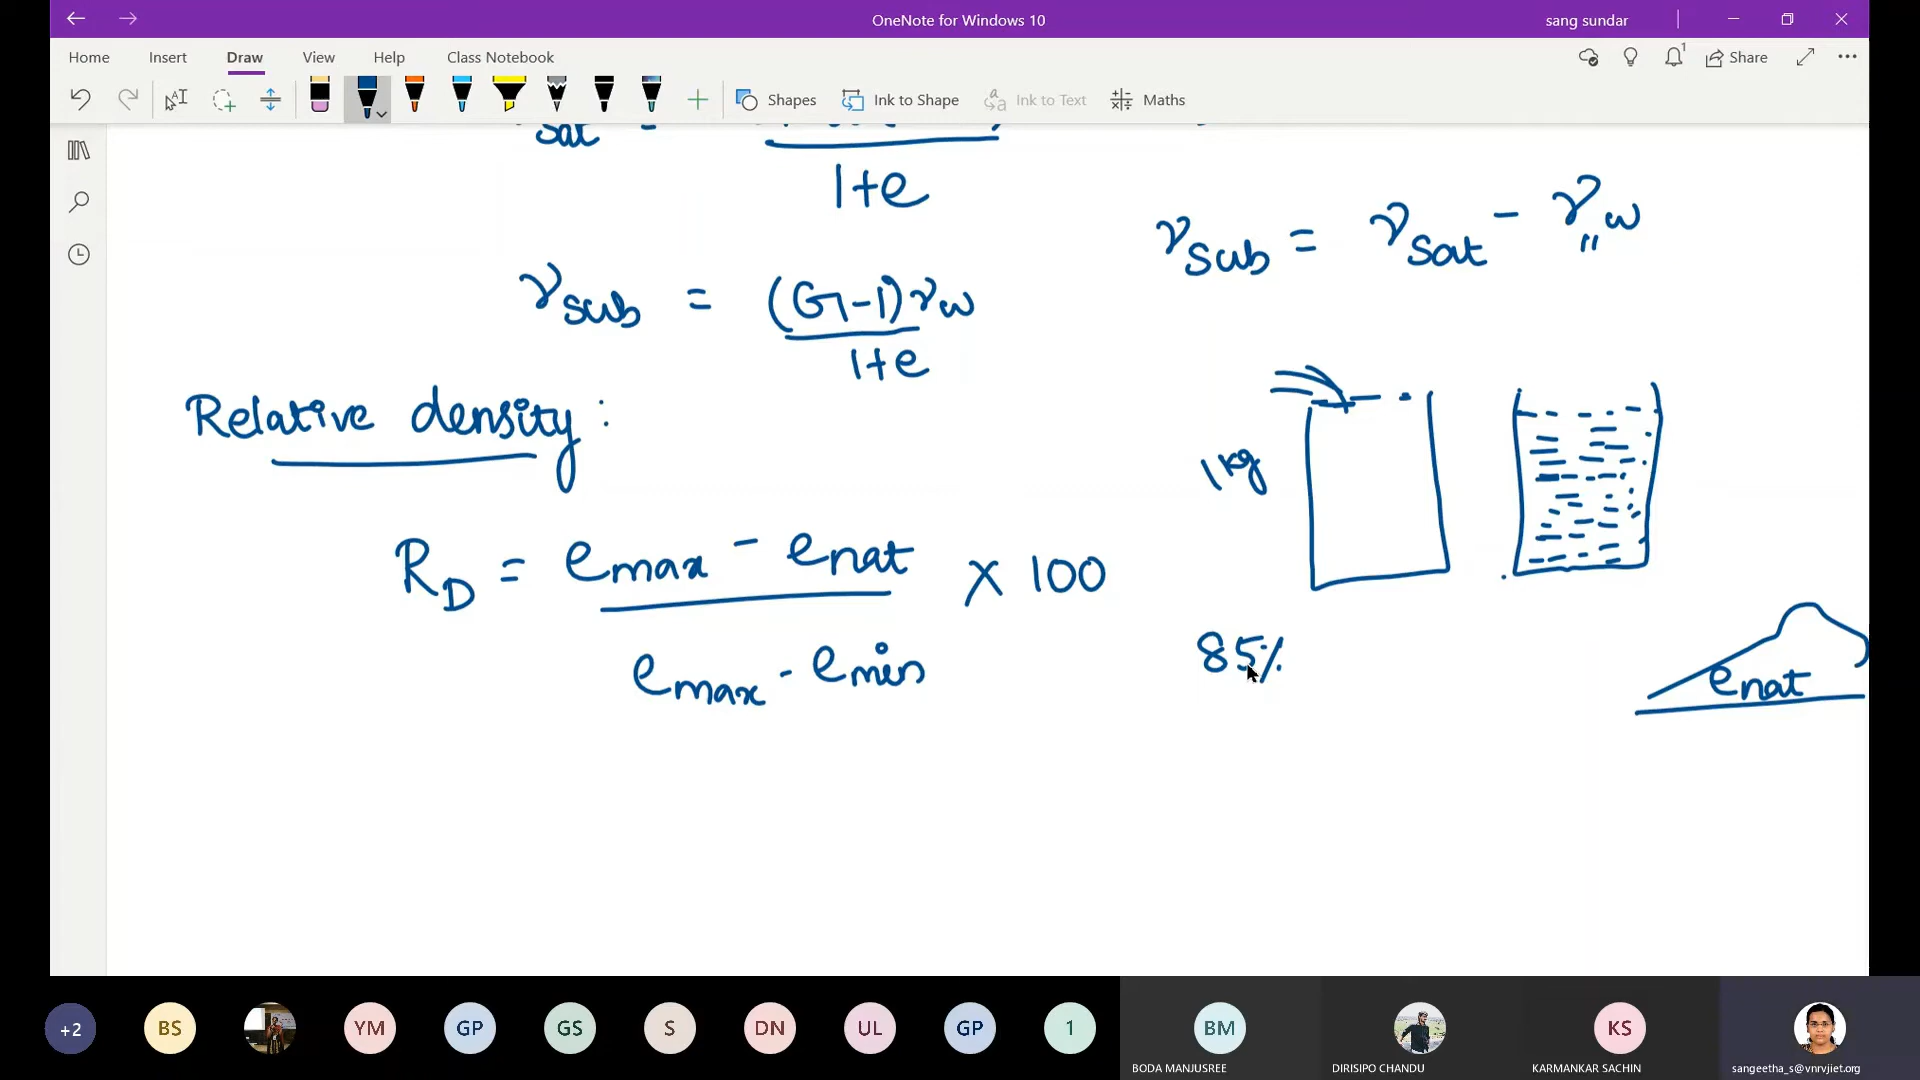 OneNote for Windows 10
sang sundar
Home Insert Draw View Help Class Notebook
1
Share
Shapes
Ink to Shape
Ink to Text
Maths
sat =
1+e
γsub = γsat - γw
γsub = (G-1)γw
1+e
Relative density:
1kg
RD = emax - enat × 100
emax - emin
85%
enat
+2 BS YM GP GS S DN UL GP 1 BM KS
BODA MANJUSREE
DIRISIPO CHANDU
KARMANKAR SACHIN
sangeetha_s@vnrvjiet.org